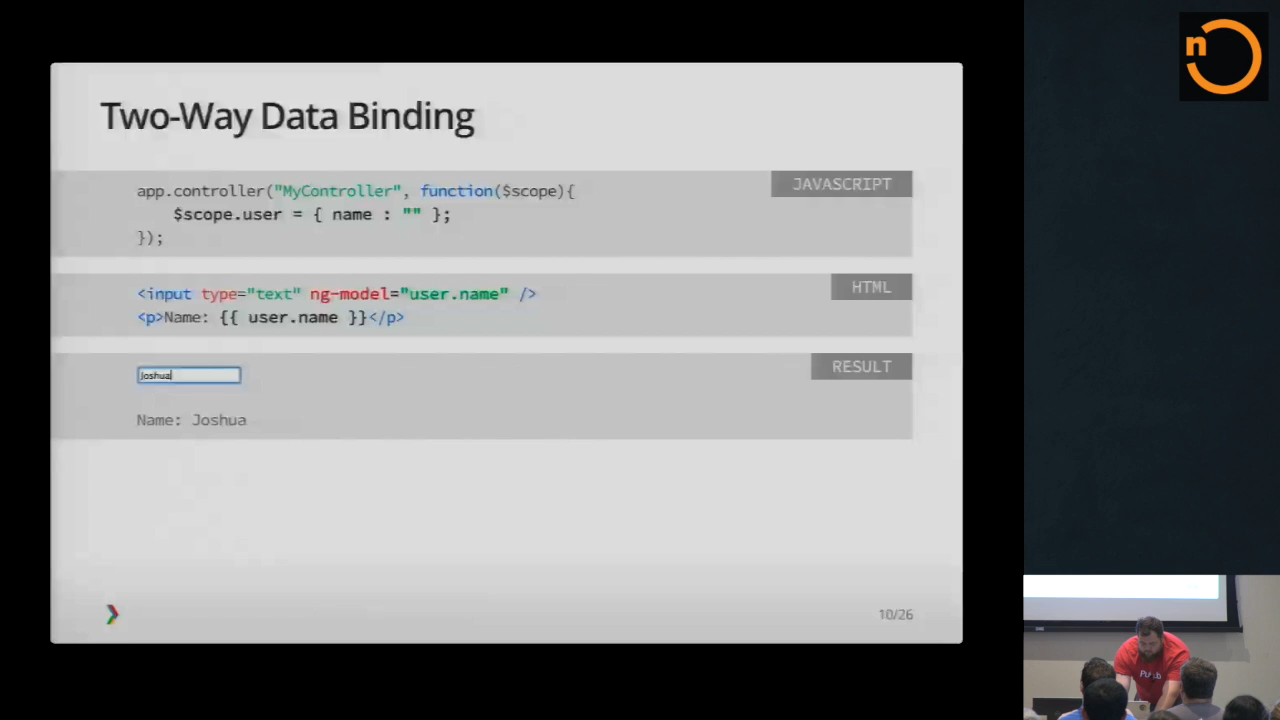 n
Two-Way Data Binding
JAVASCRIPT
app.controller("MyController", function($scope){
$scope.user = { name : "" };
});
HTML
<input type="text" ng-model="user.name" />
<p>Name: {{ user.name }}</p>
RESULT
Joshua
Name: Joshua
10/26